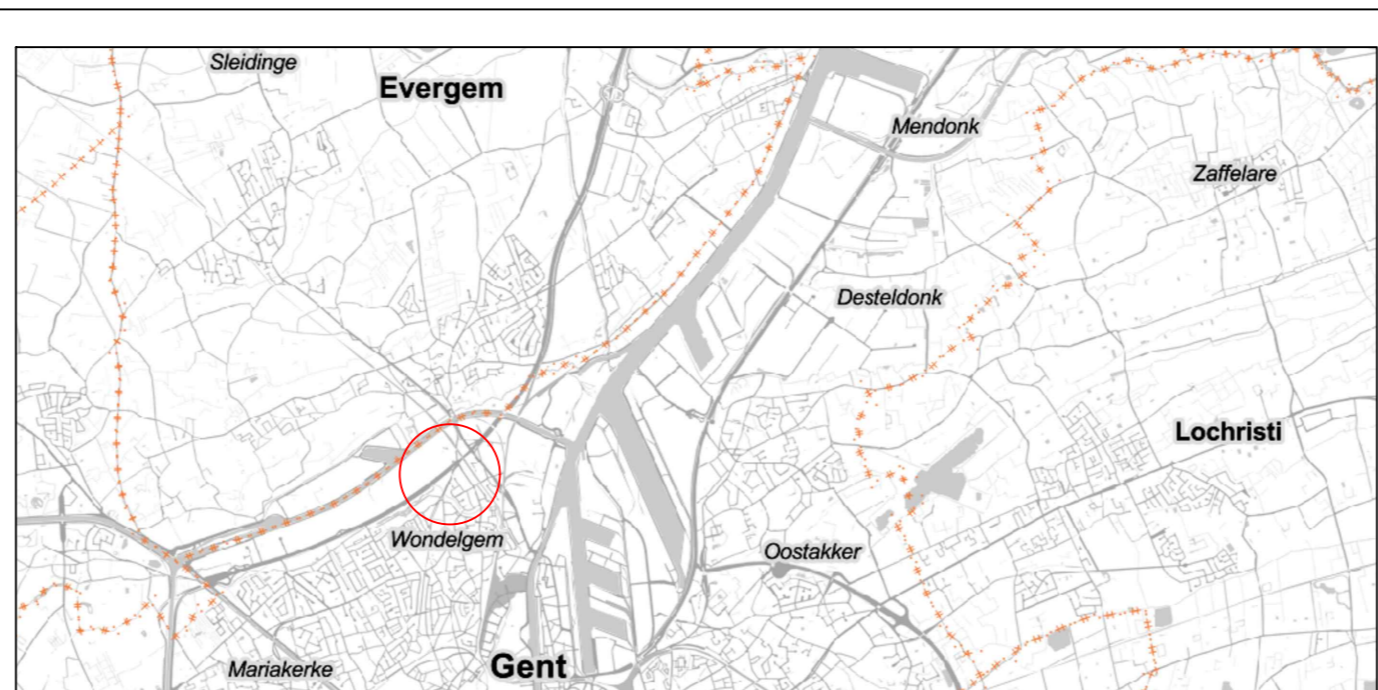 Sleidinge
Evergem
Mendonk
Zaffelare
Desteldonk
Lochristi
Wondelgem
Oostakker
Gent
Mariakerke